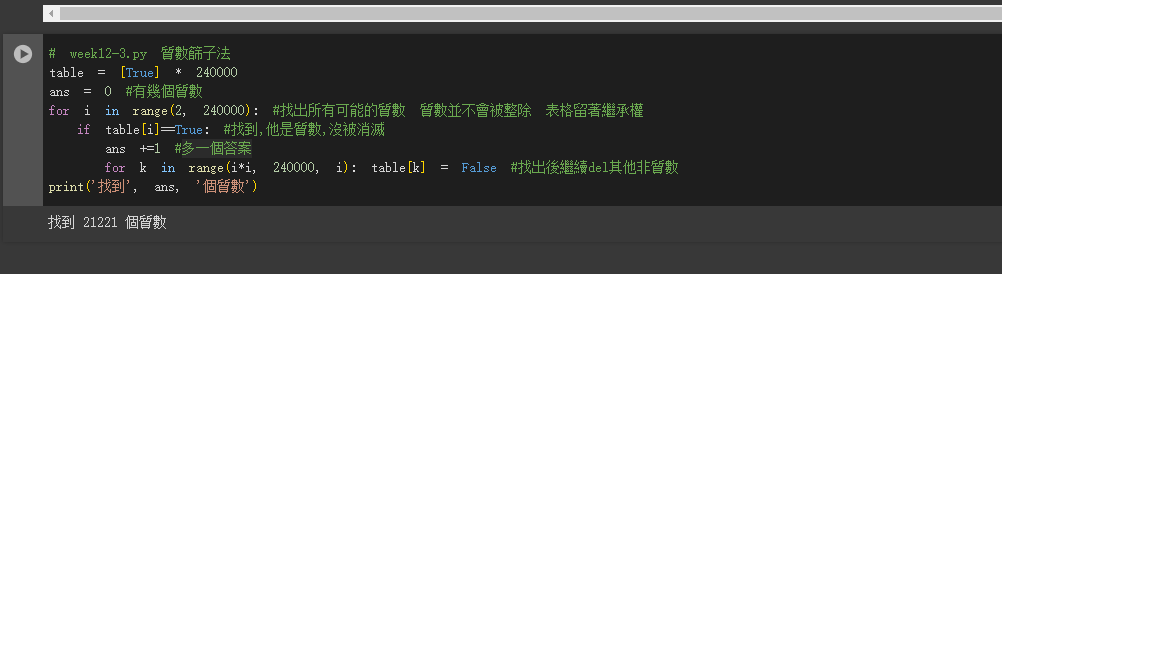 # week12-3.py 質數篩子法
table = [True] * 240000
ans = 0 #有幾個質數
for i in range(2, 240000): #找出所有可能的質數 質數並不會被整除 表格留著繼承權
    if table[i]==True: #找到,他是質數,沒被消滅
        ans +=1 #多一個答案
        for k in range(i*i, 240000, i): table[k] = False #找出後繼續del其他非質數
print('找到', ans, '個質數')
找到 21221 個質數